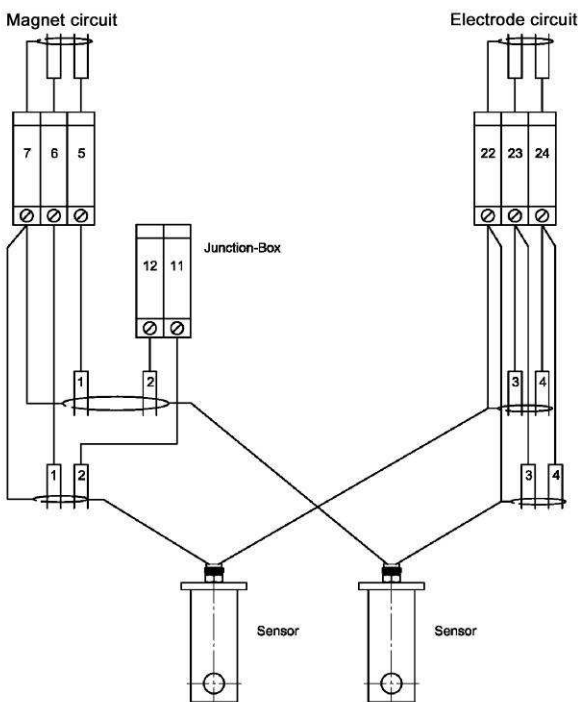 Magnet circuit
Electrode circuit
7 6 5
22 23 24
12 11
Junction-Box
1
2
3
4
1
2
3
4
Sensor
Sensor